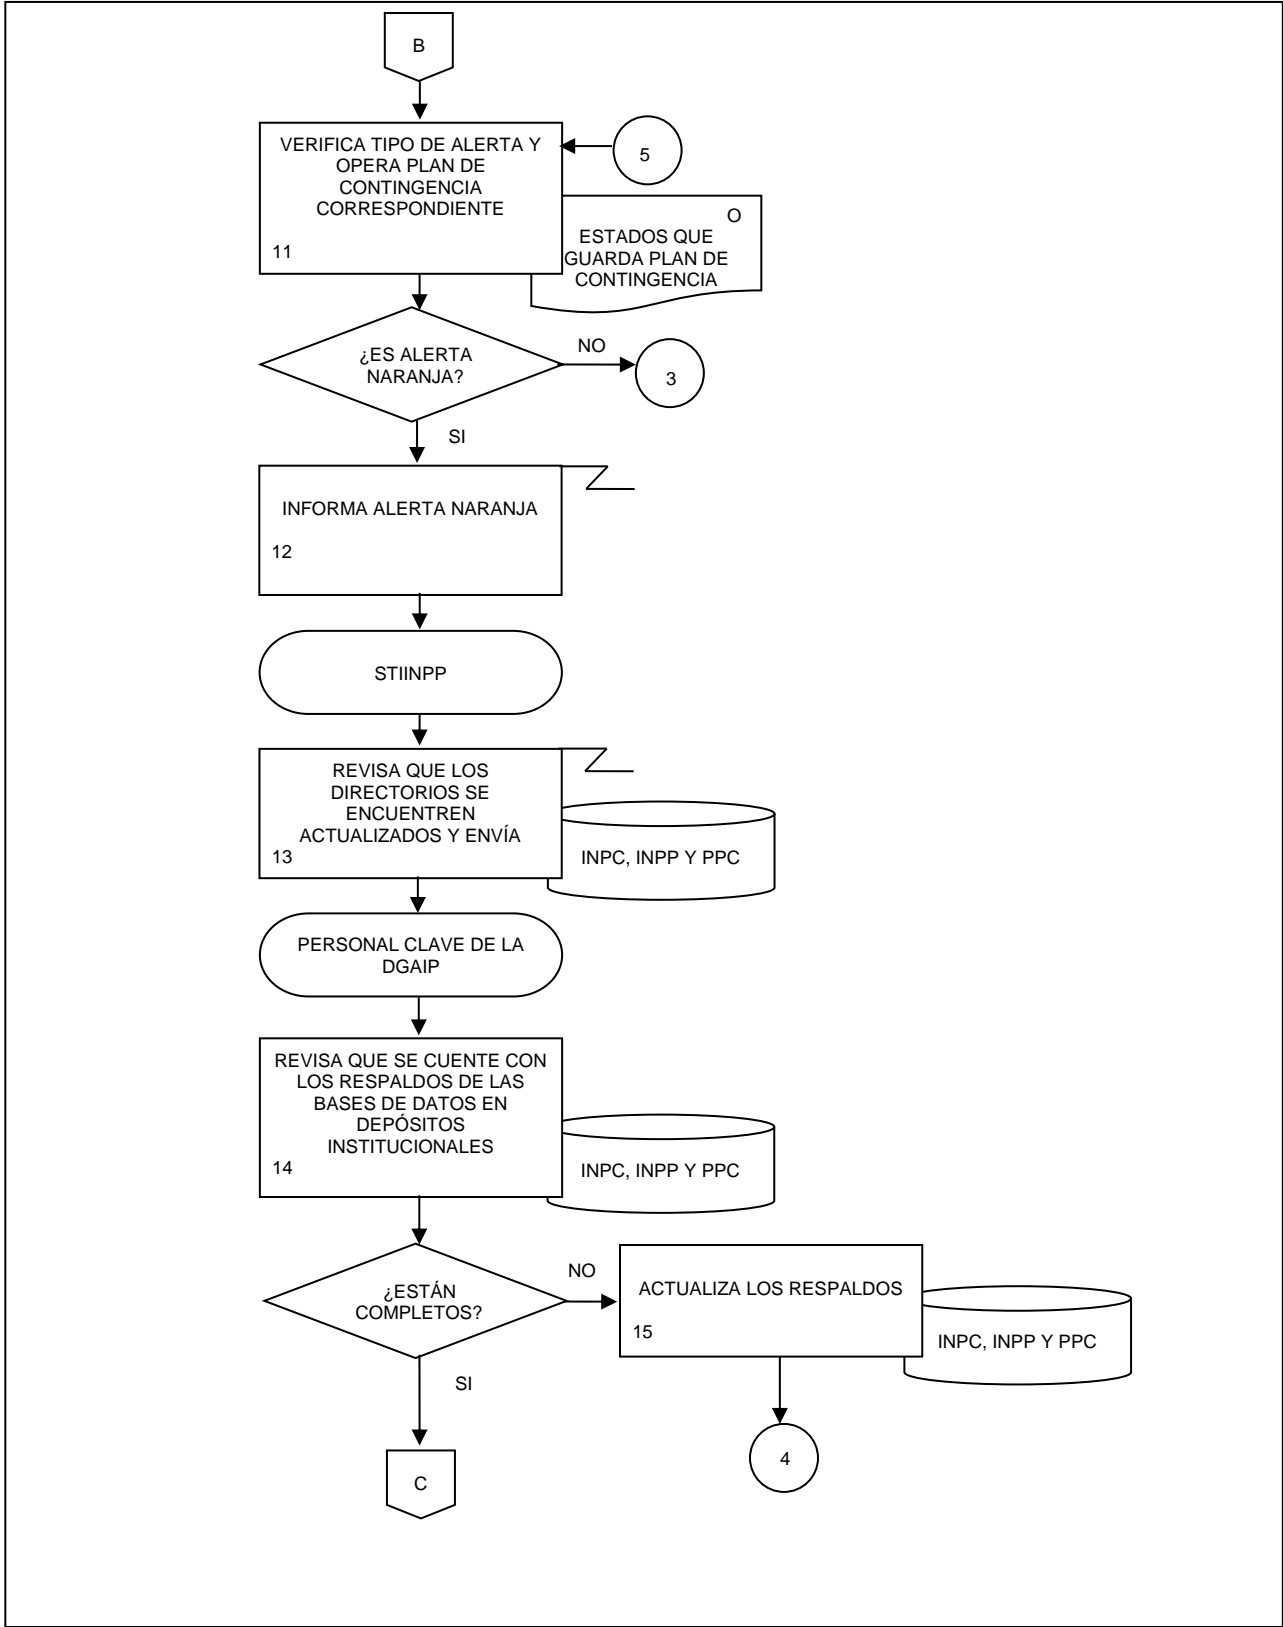 B
VERIFICA TIPO DE ALERTA Y
OPERA PLAN DE
CONTINGENCIA
CORRESPONDIENTE
11
5
O
ESTADOS QUE
GUARDA PLAN DE
CONTINGENCIA
¿ES ALERTA
NARANJA?
NO
3
SI
INFORMA ALERTA NARANJA
12
STIINPP
REVISA QUE LOS
DIRECTORIOS SE
ENCUENTREN
ACTUALIZADOS Y ENVÍA
13
INPC, INPP Y PPC
PERSONAL CLAVE DE LA
DGAIP
REVISA QUE SE CUENTE CON
LOS RESPALDOS DE LAS
BASES DE DATOS EN
DEPÓSITOS
INSTITUCIONALES
14
INPC, INPP Y PPC
¿ESTÁN
COMPLETOS?
NO
ACTUALIZA LOS RESPALDOS
15
INPC, INPP Y PPC
SI
4
C